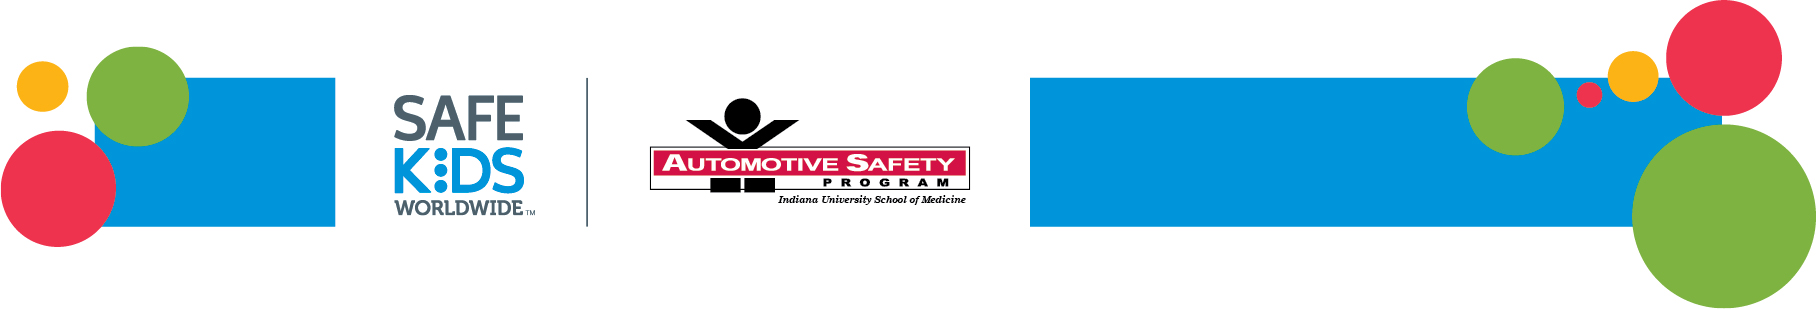 SAFE
KIDS
WORLDWIDE™
AUTOMOTIVE SAFETY
PROGRAM
Indiana University School of Medicine